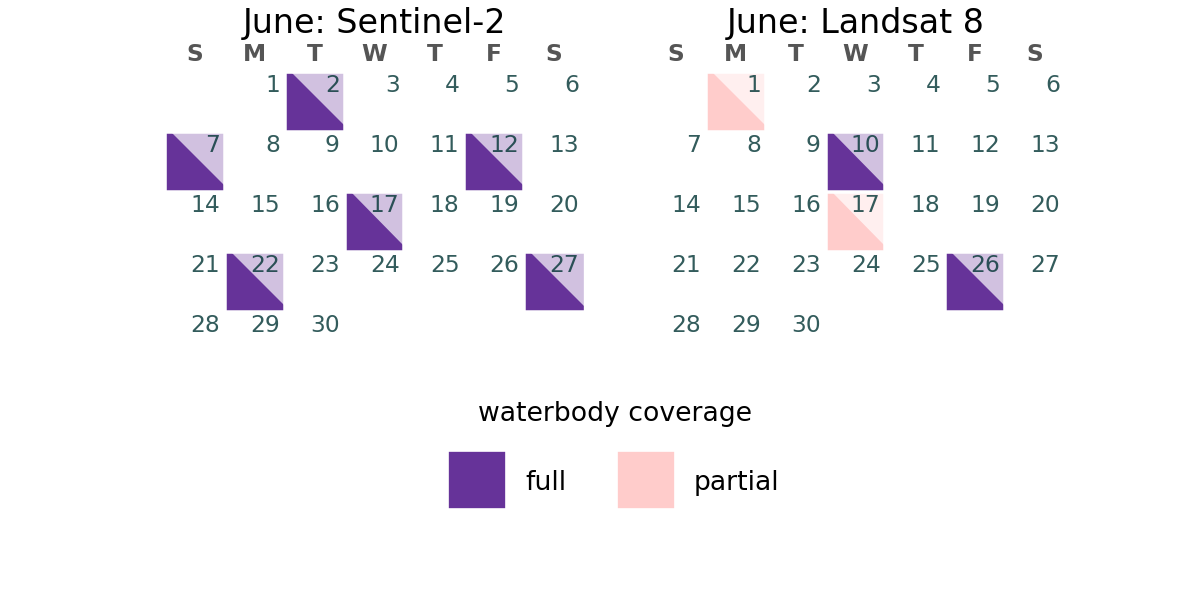 June: Sentinel-2
S M T W T F S
1 2 3 4 5 6
7 8 9 10 11 12 13
14 15 16 17 18 19 20
21 22 23 24 25 26 27
28 29 30
June: Landsat 8
S M T W T F S
1 2 3 4 5 6
7 8 9 10 11 12 13
14 15 16 17 18 19 20
21 22 23 24 25 26 27
28 29 30
waterbody coverage
full
partial